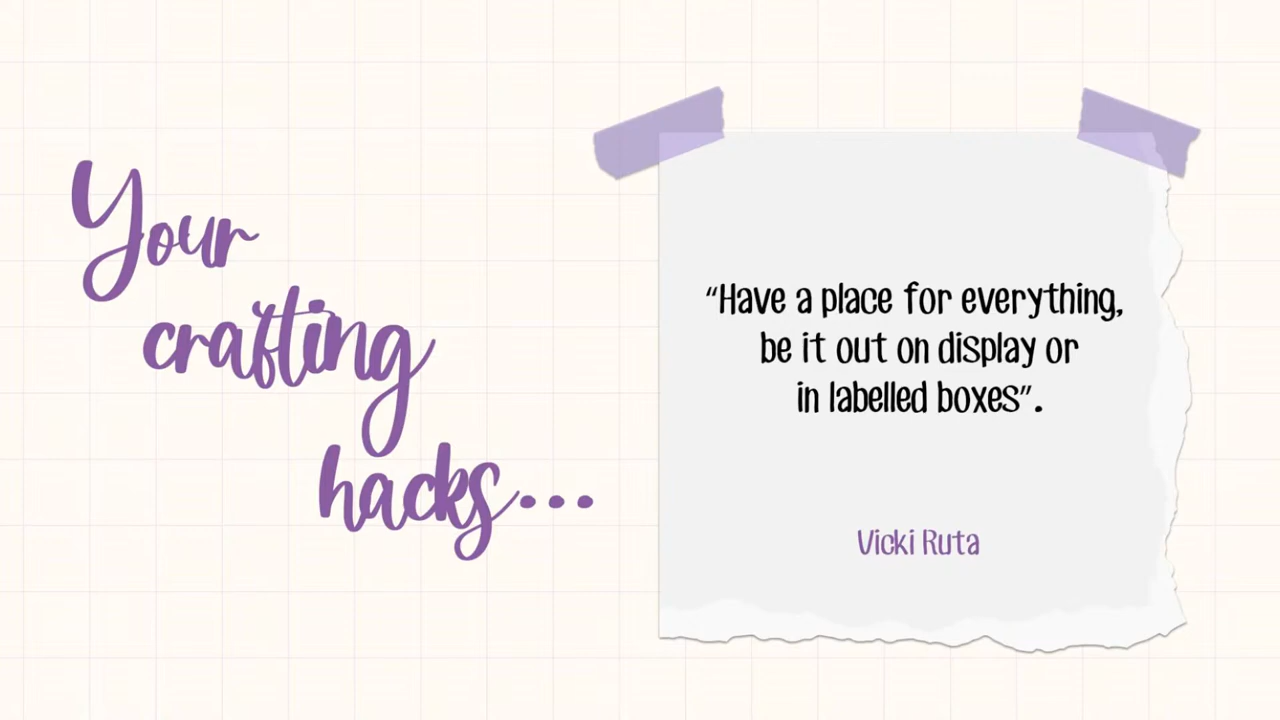 Your
crafting
hacks...
“Have a place for everything,
be it out on display or
in labelled boxes”.
Vicki Ruta